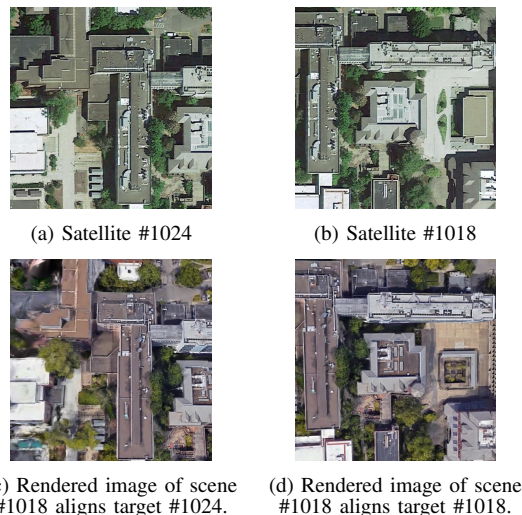 (a) Satellite #1024
(b) Satellite #1018
) Rendered image of scene
#1018 aligns target #1024.
(d) Rendered image of scene
#1018 aligns target #1018.